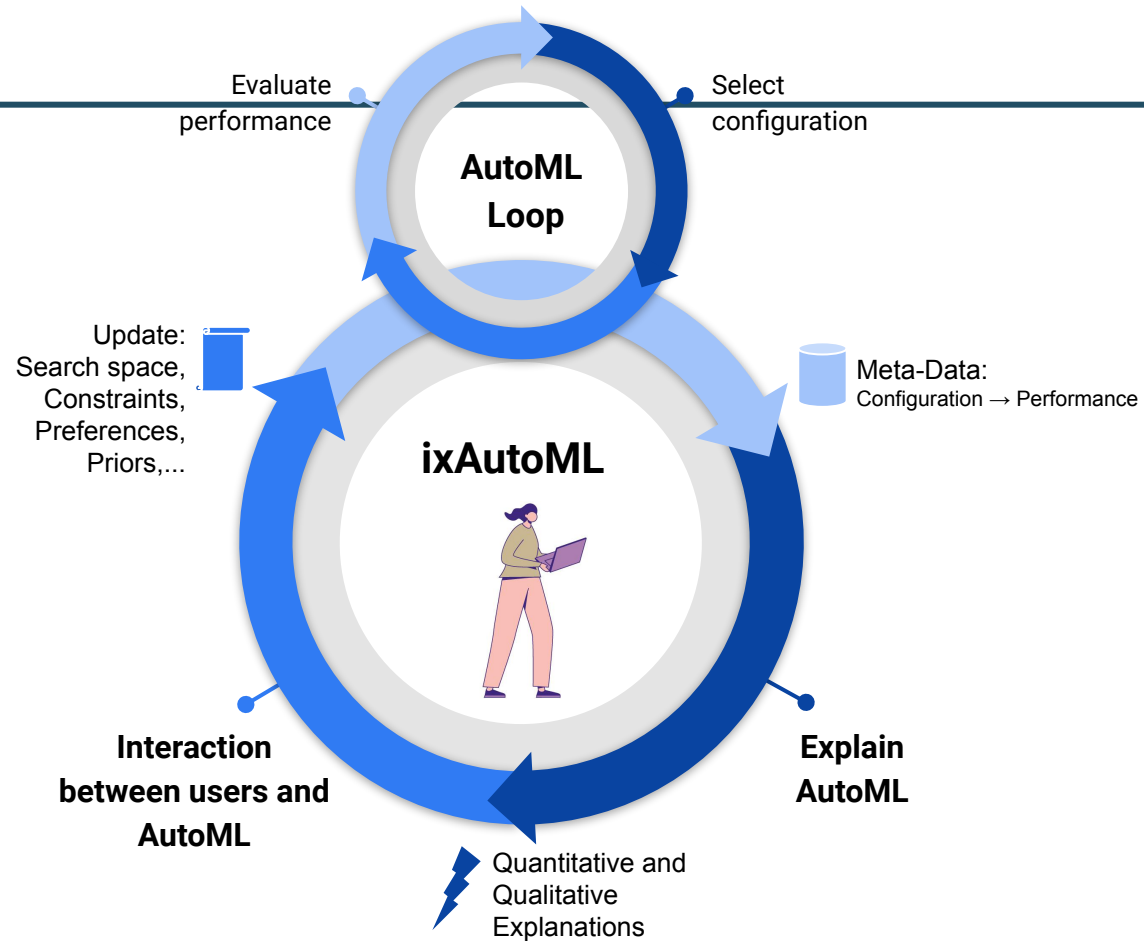 Evaluate
performance
Select
configuration
AutoML
Loop
Update:
Search space,
Constraints,
Preferences,
Priors,...
Meta-Data:
Configuration → Performance
ixAutoML
Interaction
between users and
AutoML
Explain
AutoML
Quantitative and
Qualitative
Explanations